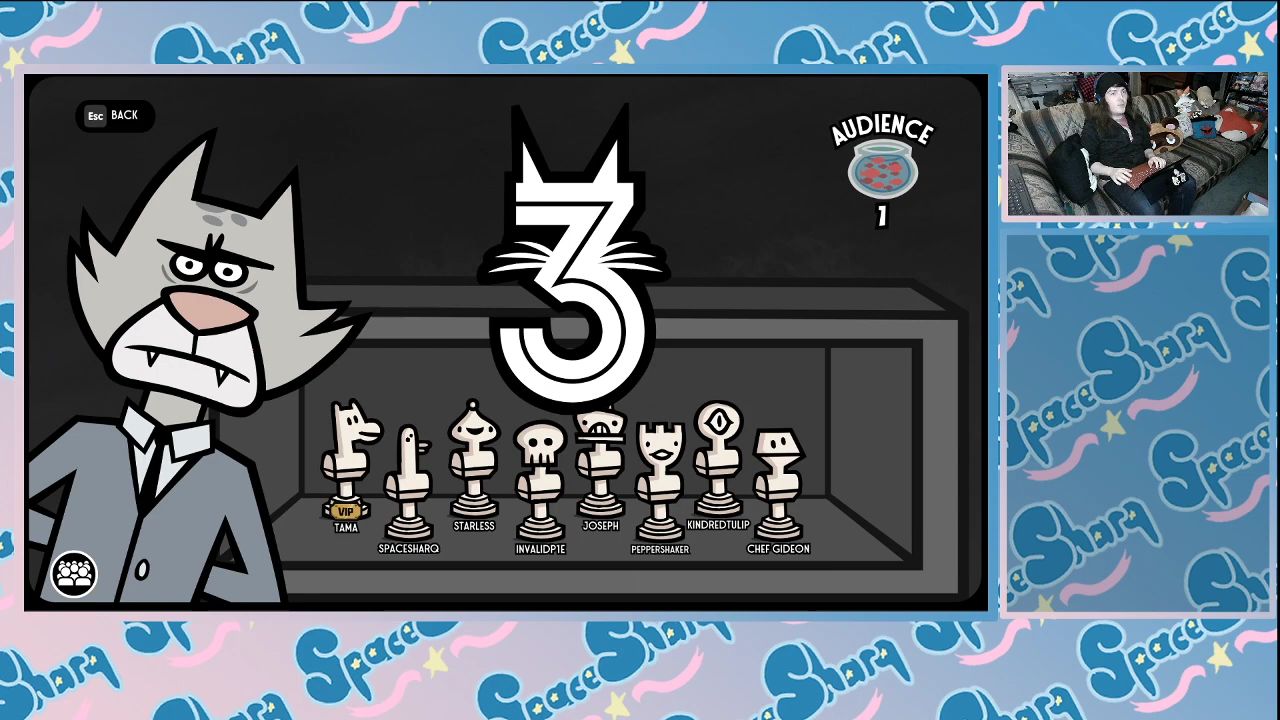 Esc BACK
3
AUDIENCE
1
VIP
TAMA
SPACESHARQ
STARLESS
INVALIDP1E
JOSEPH
PEPPERSHAKER
KINDREDTULIP
CHEF GIDEON
SpaceSharq